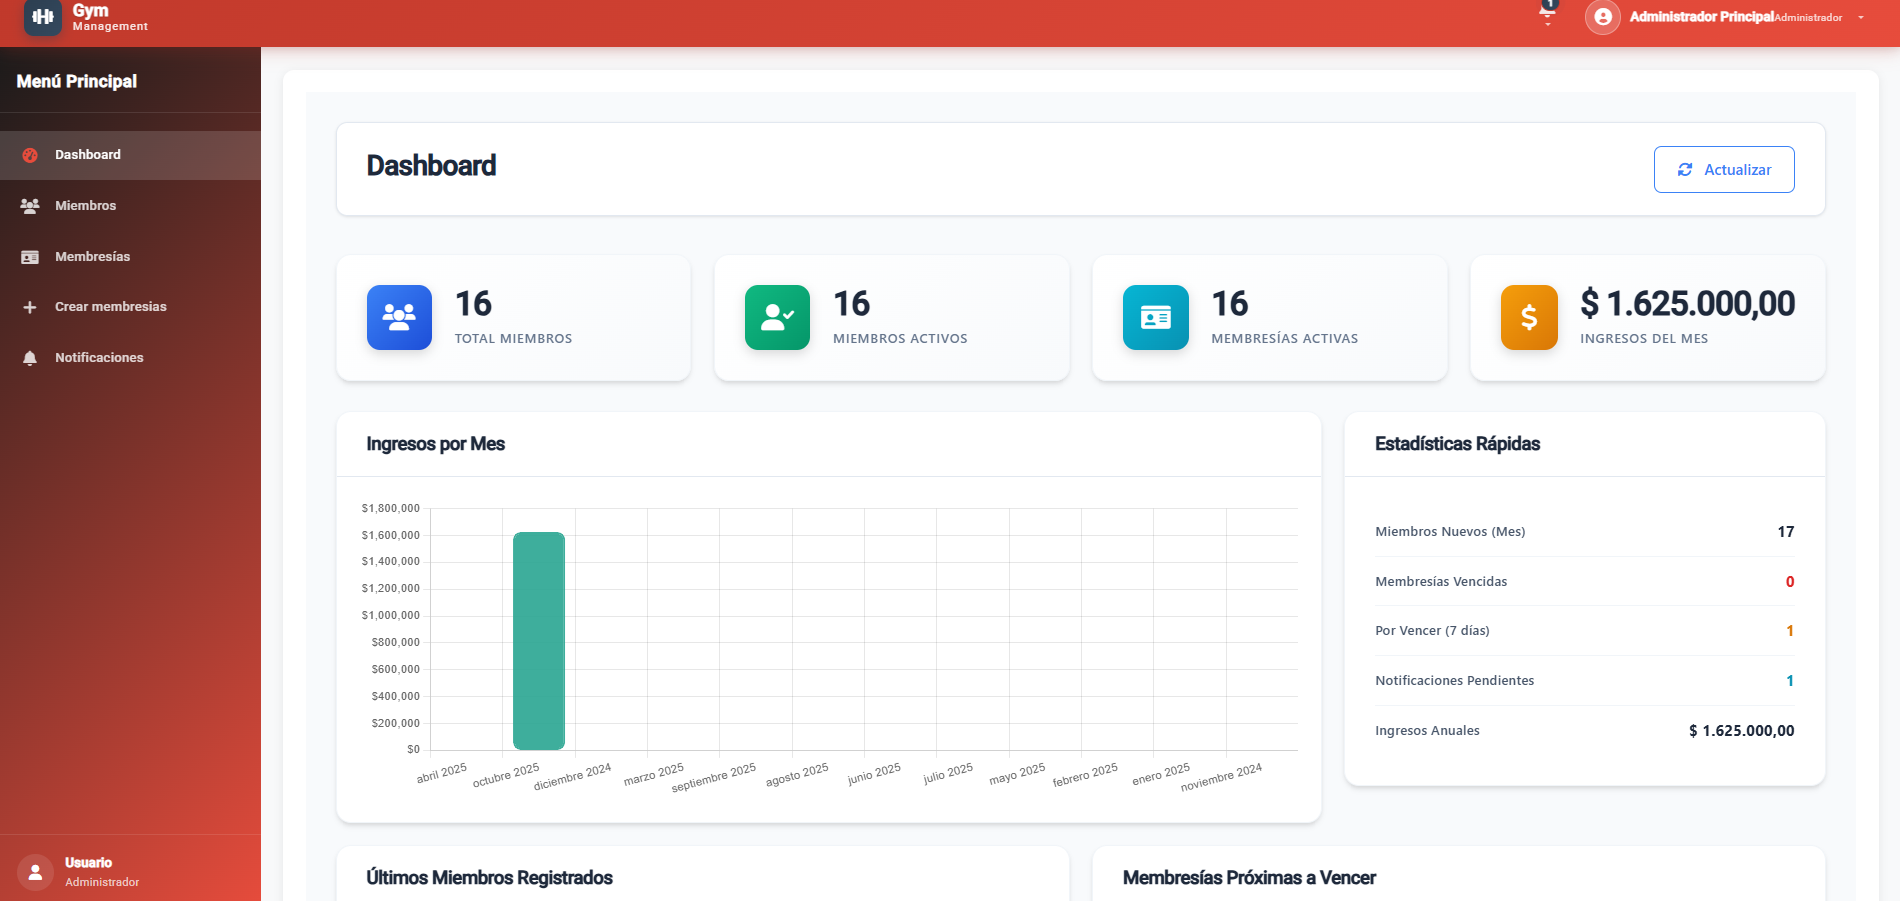 Gym
Management
1
Administrador Principal Administrador
Menú Principal
Dashboard
Miembros
Membresías
Crear membresias
Notificaciones
Usuario
Administrador
Dashboard
Actualizar
16
TOTAL MIEMBROS
16
MIEMBROS ACTIVOS
16
MEMBRESÍAS ACTIVAS
$ 1.625.000,00
INGRESOS DEL MES
Ingresos por Mes
$1,800,000
$1,600,000
$1,400,000
$1,200,000
$1,000,000
$800,000
$600,000
$400,000
$200,000
$0
abril 2025
octubre 2025
diciembre 2024
marzo 2025
septiembre 2025
agosto 2025
junio 2025
julio 2025
mayo 2025
febrero 2025
enero 2025
noviembre 2024
Estadísticas Rápidas
Miembros Nuevos (Mes) 17
Membresías Vencidas 0
Por Vencer (7 días) 1
Notificaciones Pendientes 1
Ingresos Anuales $ 1.625.000,00
Últimos Miembros Registrados
Membresías Próximas a Vencer